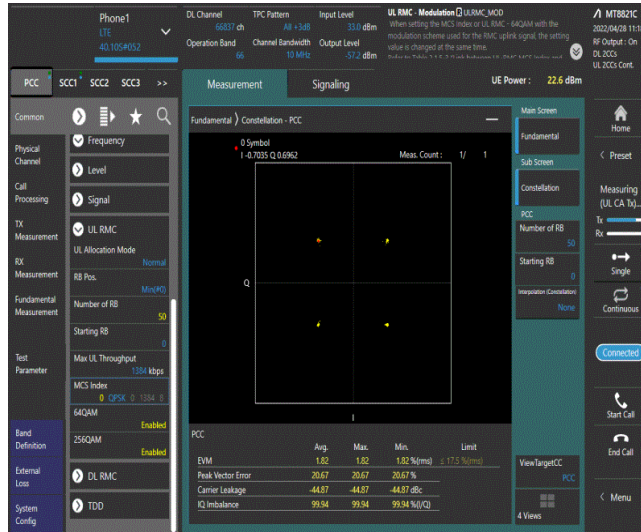 Phone1
LTE
40.10S#052
DL Channel TPC Pattern Input Level
66837 ch All +3dB 33.0 dBm
Operation Band Channel Bandwidth Output Level
66 10 MHz -57.2 dBm
UL RMC - Modulation ULRMC_MOD
When setting the MCS Index or UL RMC - 64QAM with the
modulation scheme used for the RMC uplink signal, the setting
value is changed at the same time.
MT8821C
2022/04/28 11:1
RF Output : On
DL 2CCs
UL 2CCs Cont.
PCC SCC1 SCC2 SCC3 >>
Measurement Signaling
UE Power : 22.6 dBm
Common
Physical
Channel
Call
Processing
TX
Measurement
RX
Measurement
Fundamental
Measurement
Test
Parameter
Band
Definition
External
Loss
System
Config
Frequency
Level
Signal
UL RMC
UL Allocation Mode
Normal
RB Pos.
Min(#0)
Number of RB
50
Starting RB
0
Max UL Throughput
1384 kbps
MCS Index
0 QPSK 0 1384 8
64QAM
Enabled
256QAM
Enabled
DL RMC
TDD
Fundamental > Constellation - PCC
0 Symbol
I -0.7035 Q 0.6962
Meas. Count : 1/ 1
Q
I
PCC
Avg. Max. Min. Limit
EVM 1.82 1.82 1.82 %(rms) ≤ 17.5 %(rms)
Peak Vector Error 20.67 20.67 20.67 %
Carrier Leakage -44.87 -44.87 -44.87 dBc
IQ Imbalance 99.94 99.94 99.94 %(I/Q)
Main Screen
Fundamental
Sub Screen
Constellation
PCC
Number of RB
50
Starting RB
0
Interpolation (Constellation)
None
ViewTargetCC
PCC
4 Views
Home
< Preset
Measuring
(UL CA Tx)...
Tx
Rx
Single
Continuous
Connected
Start Call
End Call
< Menu